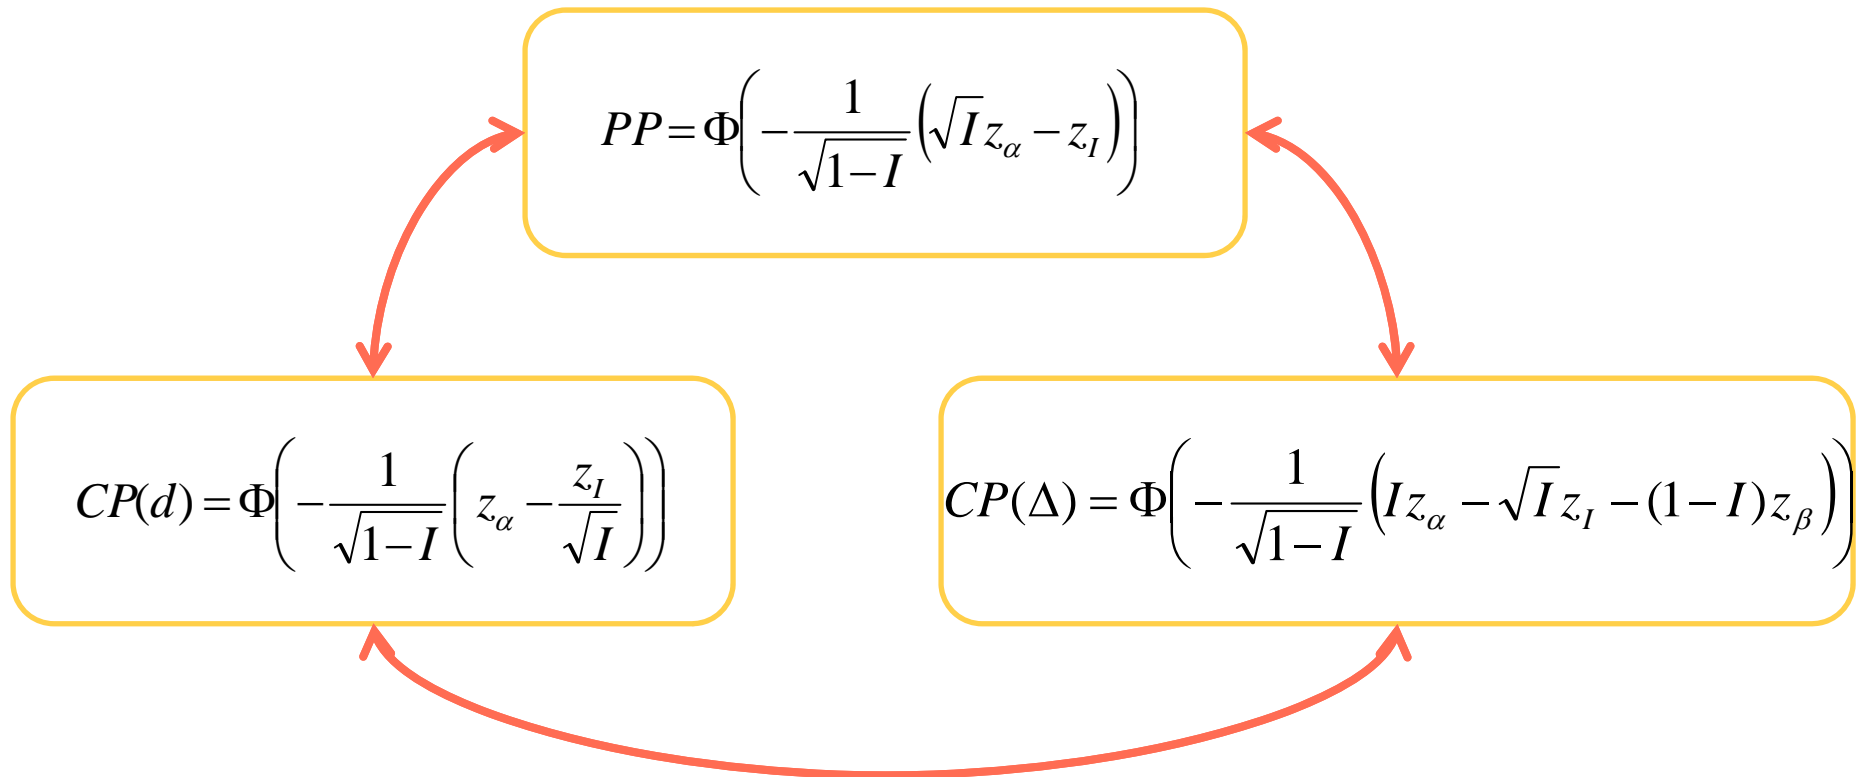 PP = Φ(−1/√(1−I) (√I z_α − z_I))
CP(d) = Φ(−1/√(1−I) (z_α − z_I/√I))
CP(Δ) = Φ(−1/√(1−I) (I z_α − √I z_I − (1−I) z_β))